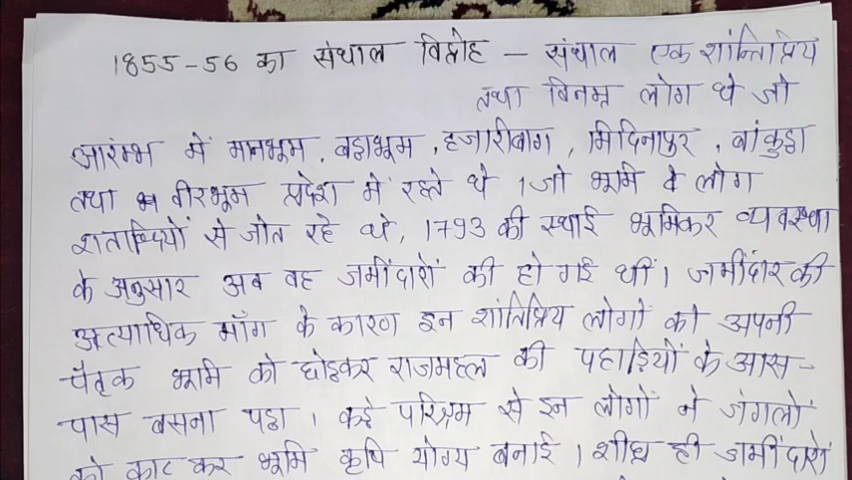 1855-56 का संथाल विद्रोह – संथाल एक शान्तिप्रिय
तथा विनम्र लोग थे जो
आरंम्भ में मानभूम, बड़ाभूम, हजारीबाग, मिदिनापुर, बांकुड़ा
तथा वीरभूम प्रदेश में रहते थे । जो भूमि वे लोग
शताब्दियों से जोत रहे थे, 1793 की स्थाई भूमिकर व्यवस्था
के अनुसार अब वह जमींदारों की हो गई थीं । जामींदार की
अत्याधिक माँग के कारण इन शांतिप्रिय लोगों को अपनी
पैतृक भूमि को छोड़कर राजमहल की पहाड़ियों के आस-
पास बसना पड़ा । कड़े परिश्रम से इन लोगों ने जंगलों
को काट कर भूमि कृषि योग्य बनाई । शीघ्र ही जमींदारों